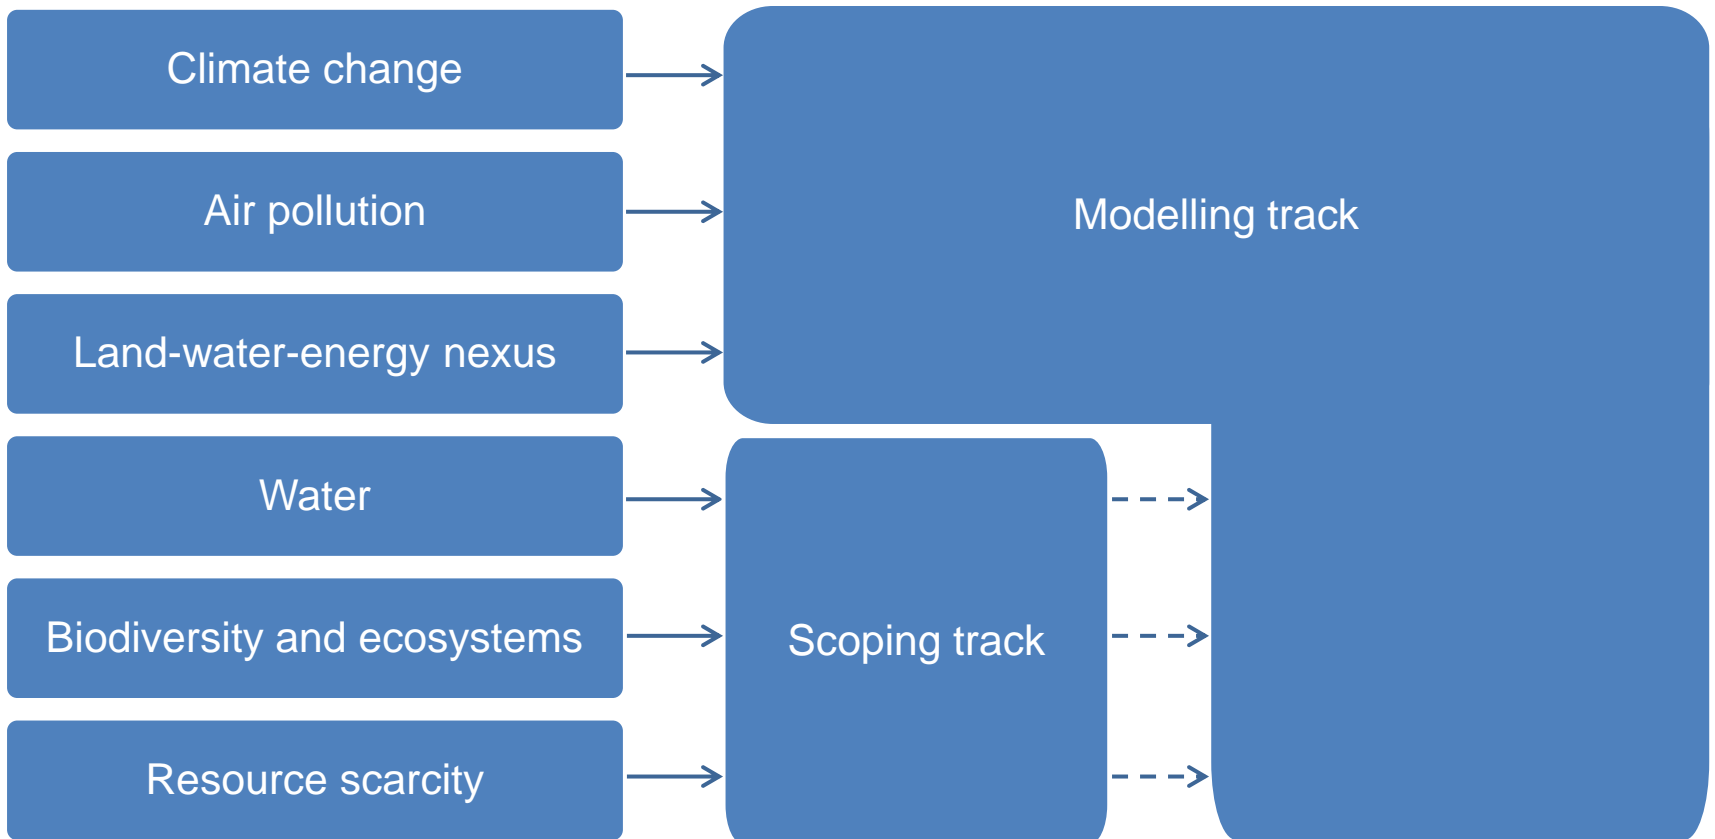 Climate change
Air pollution
Modelling track
Land-water-energy nexus
Water
Biodiversity and ecosystems
Scoping track
Resource scarcity